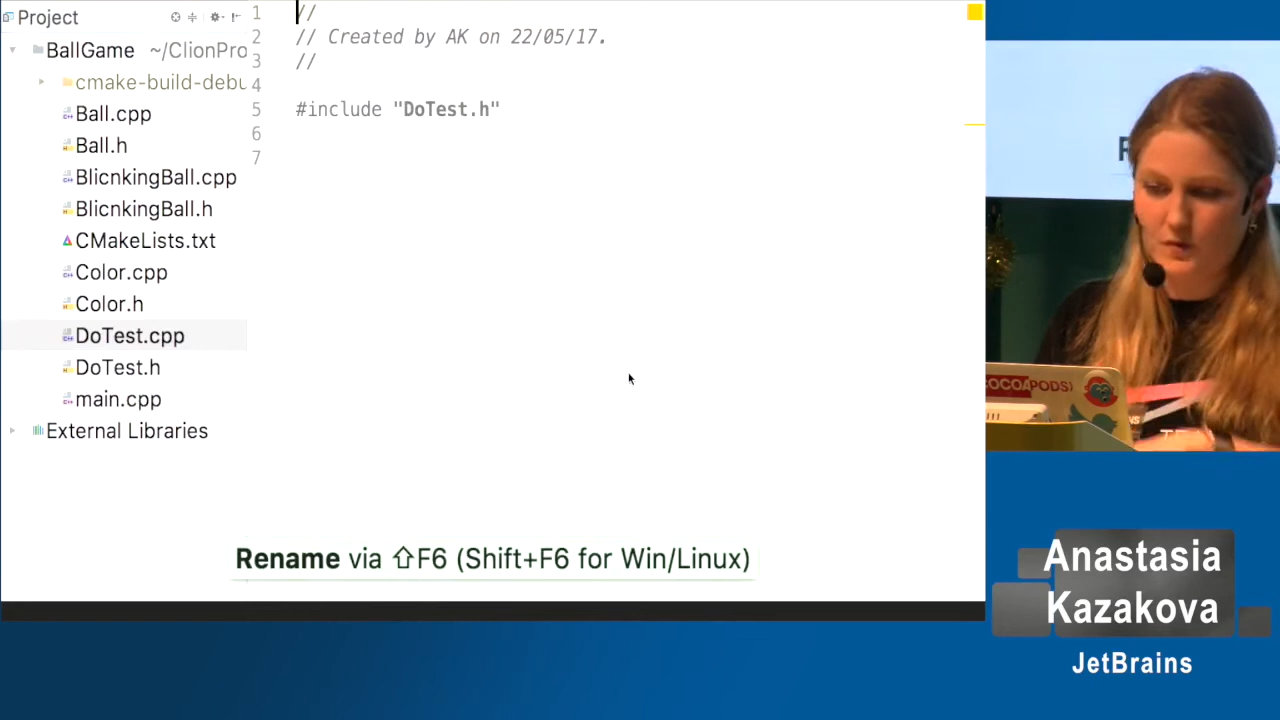 Project
BallGame ~/ClionPro
cmake-build-debu
Ball.cpp
Ball.h
BlicnkingBall.cpp
BlicnkingBall.h
CMakeLists.txt
Color.cpp
Color.h
DoTest.cpp
DoTest.h
main.cpp
External Libraries
1 //
2 // Created by AK on 22/05/17.
3 //
4
5 #include "DoTest.h"
6
7
Rename via ⇧F6 (Shift+F6 for Win/Linux)
COCOAPODS)
Anastasia
Kazakova
JetBrains